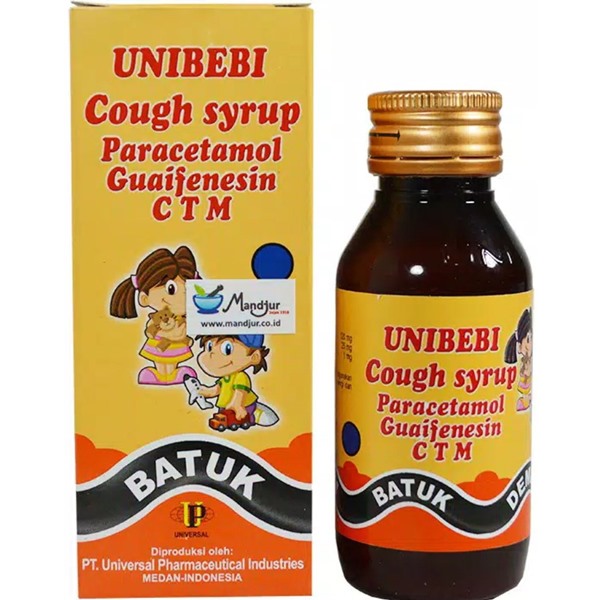 UNIBEBI
Cough syrup
Paracetamol
Guaifenesin
C T M
Mandjur
www.mandjur.co.id
BATUK
UP
UNIVERSAL
Diproduksi oleh:
PT. Universal Pharmaceutical Industries
MEDAN-INDONESIA
UNIBEBI
Cough syrup
Paracetamol
Guaifenesin
C T M
BATUK
DEM